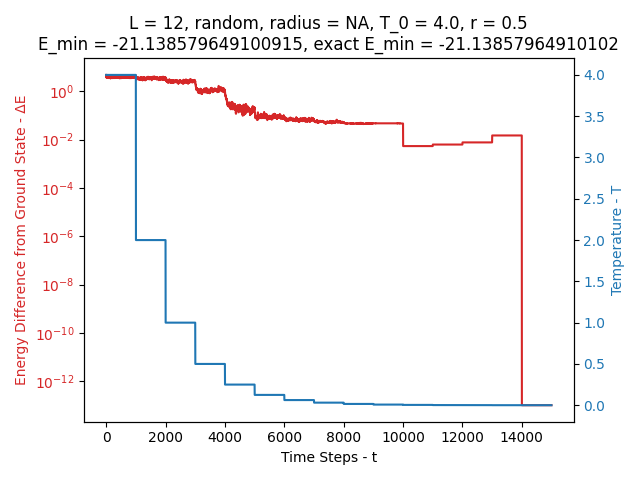 L = 12, random, radius = NA, T_0 = 4.0, r = 0.5
E_min = -21.138579649100915, exact E_min = -21.13857964910102
Energy Difference from Ground State - ΔE
10⁰
10⁻²
10⁻⁴
10⁻⁶
10⁻⁸
10⁻¹⁰
10⁻¹²
4.0
3.5
3.0
2.5
2.0
1.5
1.0
0.5
0.0
Temperature - T
0 2000 4000 6000 8000 10000 12000 14000
Time Steps - t